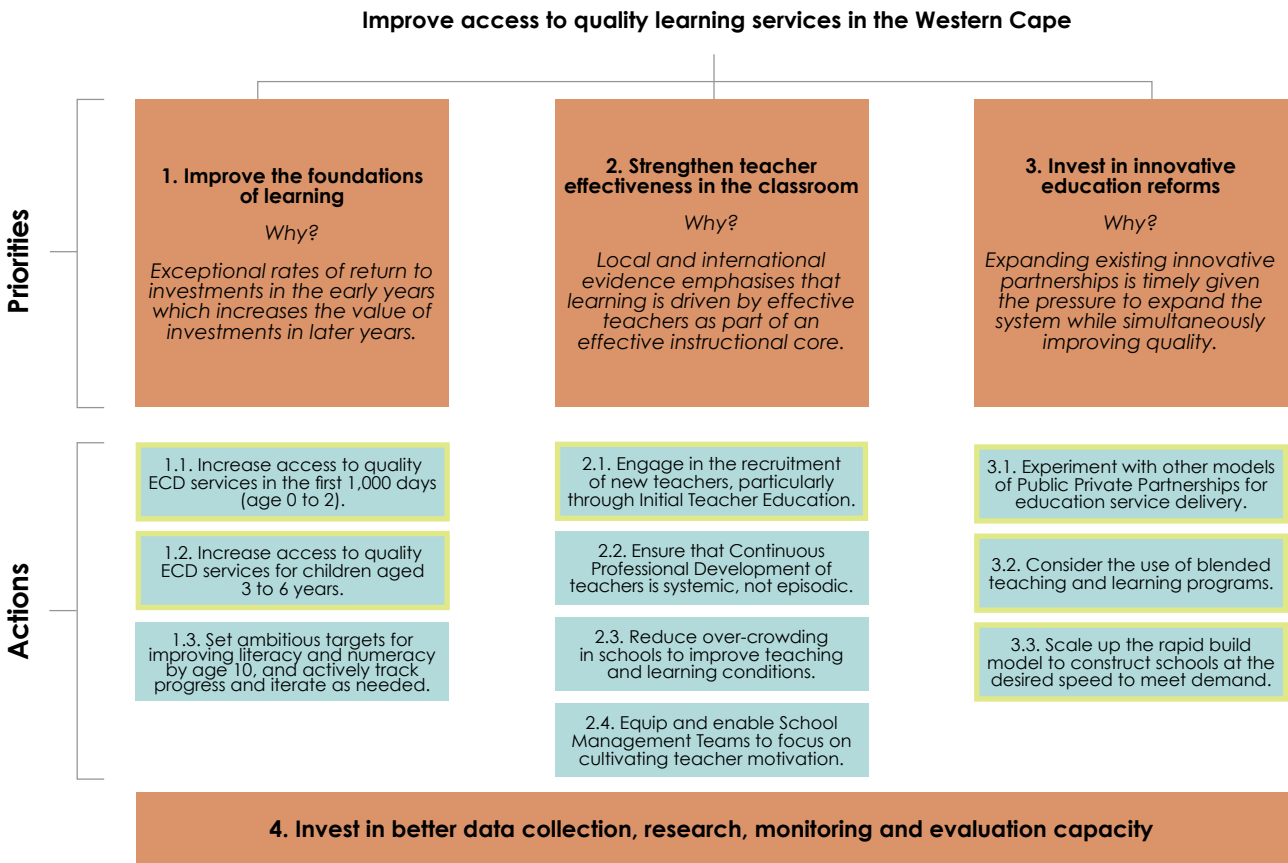 Improve access to quality learning services in the Western Cape
Priorities
1. Improve the foundations
of learning
Why?
Exceptional rates of return to
investments in the early years
which increases the value of
investments in later years.
2. Strengthen teacher
effectiveness in the classroom
Why?
Local and international
evidence emphasises that
learning is driven by effective
teachers as part of an
effective instructional core.
3. Invest in innovative
education reforms
Why?
Expanding existing innovative
partnerships is timely given
the pressure to expand the
system while simultaneously
improving quality.
Actions
1.1. Increase access to quality
ECD services in the first 1,000 days
(age 0 to 2).
1.2. Increase access to quality
ECD services for children aged
3 to 6 years.
1.3. Set ambitious targets for
improving literacy and numeracy
by age 10, and actively track
progress and iterate as needed.
2.1. Engage in the recruitment
of new teachers, particularly
through Initial Teacher Education.
2.2. Ensure that Continuous
Professional Development of
teachers is systemic, not episodic.
2.3. Reduce over-crowding
in schools to improve teaching
and learning conditions.
2.4. Equip and enable School
Management Teams to focus on
cultivating teacher motivation.
3.1. Experiment with other models
of Public Private Partnerships for
education service delivery.
3.2. Consider the use of blended
teaching and learning programs.
3.3. Scale up the rapid build
model to construct schools at the
desired speed to meet demand.
4. Invest in better data collection, research, monitoring and evaluation capacity